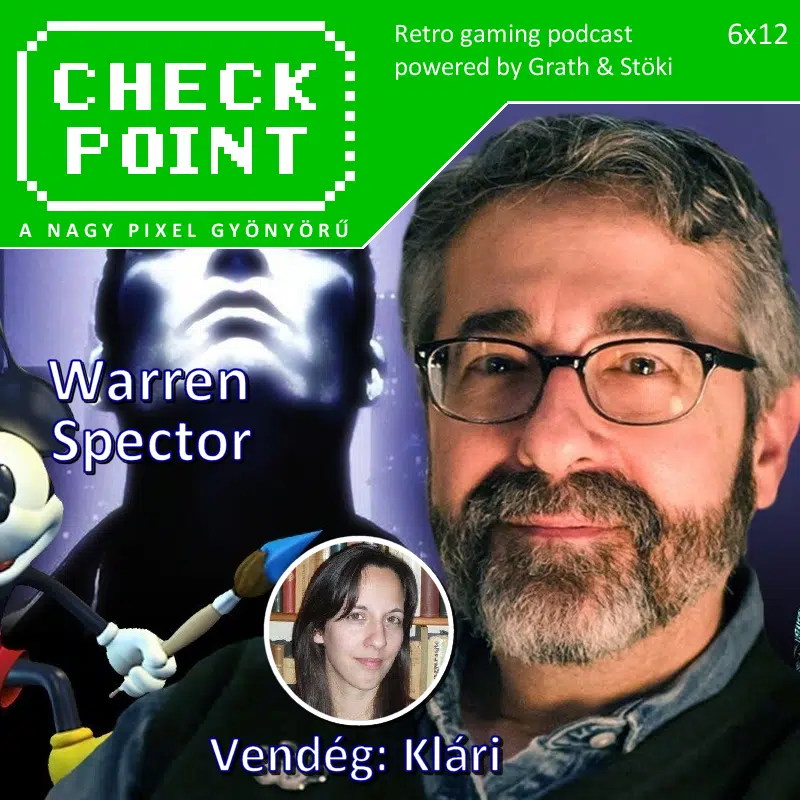 CHECK
POINT
A NAGY PIXEL GYÖNYÖRŰ
Retro gaming podcast
powered by Grath & Stöki
6x12
Warren
Spector
Vendég: Klári